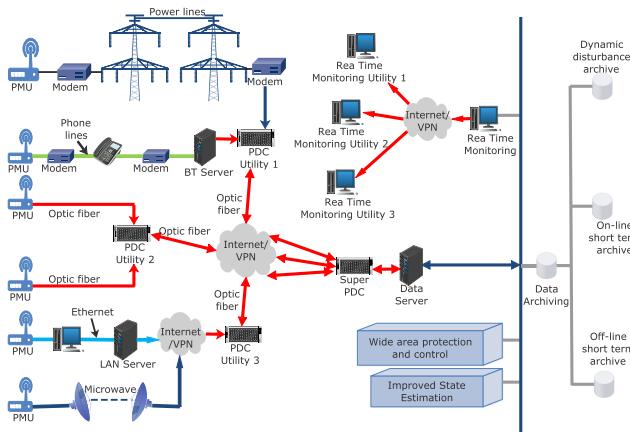 Power lines
PMU
Modem
Modem
Rea Time
Monitoring Utility 1
Rea Time
Monitoring Utility 2
Rea Time
Monitoring Utility 3
Internet/
VPN
Rea Time
Monitoring
Dynamic
disturbance
archive
Phone
lines
PMU
Modem
Modem
BT Server
PDC
Utility 1
Optic
fiber
PMU
Optic fiber
PDC
Utility 2
Optic fiber
Internet/
VPN
PMU
Optic fiber
Super
PDC
Data
Server
Data
Archiving
On-line
short term
archive
Optic
fiber
PMU
Ethernet
LAN Server
Internet
/VPN
PDC
Utility 3
Wide area protection
and control
Improved State
Estimation
Off-line
short term
archive
PMU
Microwave